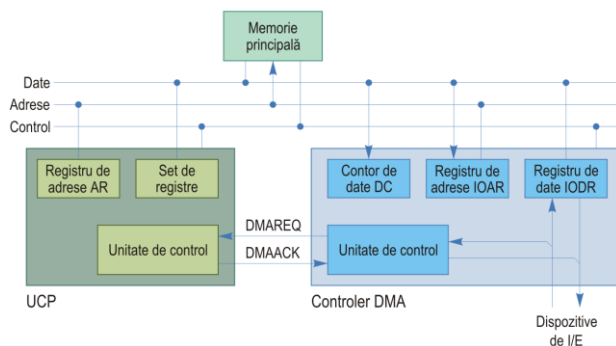 Memorie
principală
Date
Adrese
Control
Registru de
adrese AR
Set de
registre
Contor de
date DC
Registru de
adrese IOAR
Registru de
date IODR
DMAREQ
Unitate de control
DMAACK
Unitate de control
UCP
Controler DMA
Dispozitive
de I/E